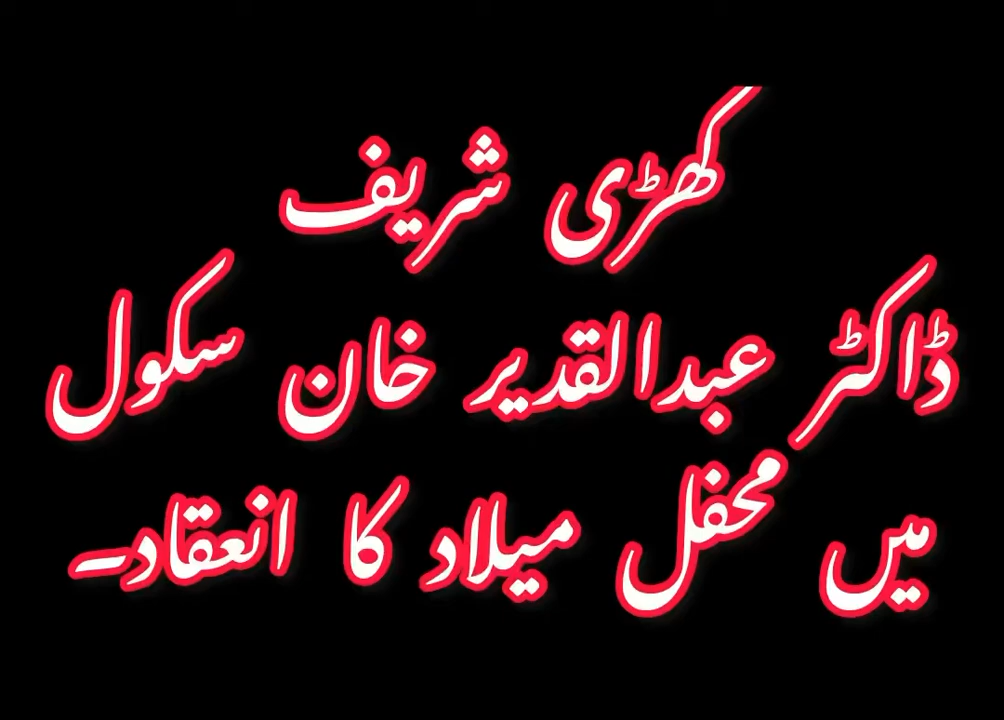 کھڑی شریف
ڈاکٹر عبدالقدیر خان سکول
میں محفل میلاد کا انعقاد۔